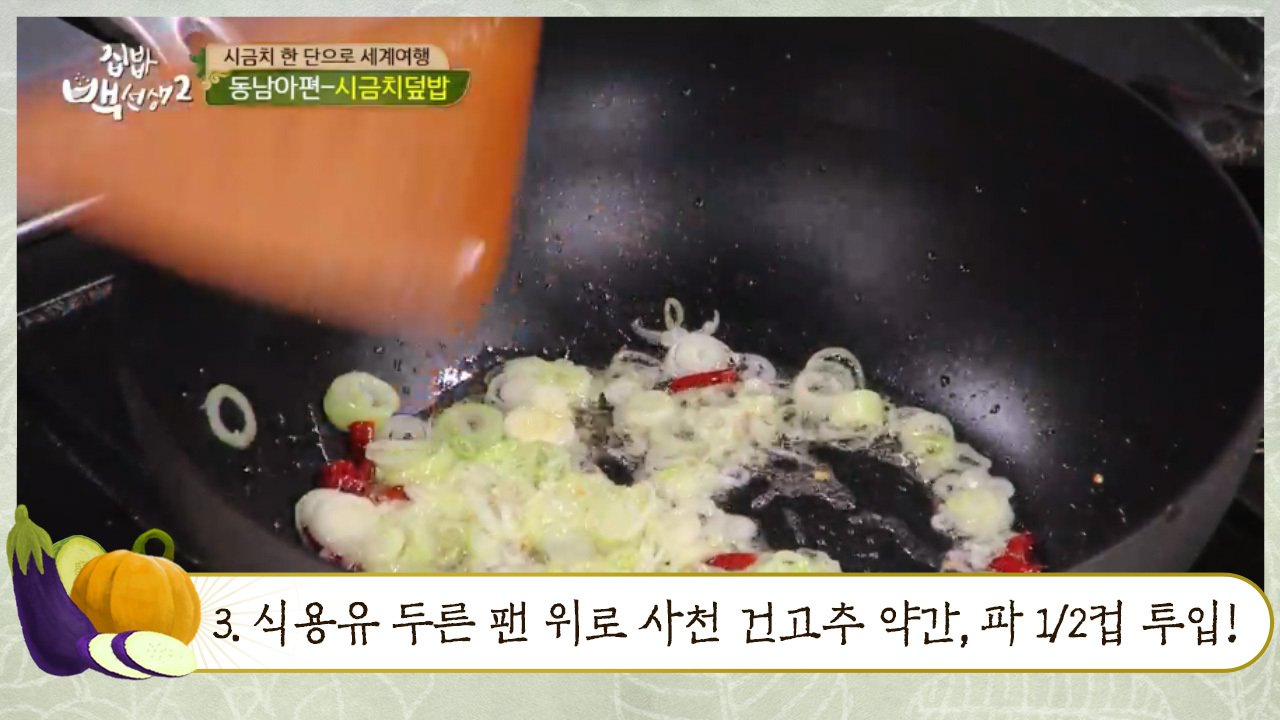 집밥
백선생2
시금치 한 단으로 세계여행
동남아편-시금치덮밥
3. 식용유 두른 팬 위로 사천 건고추 약간, 파 1/2컵 투입!